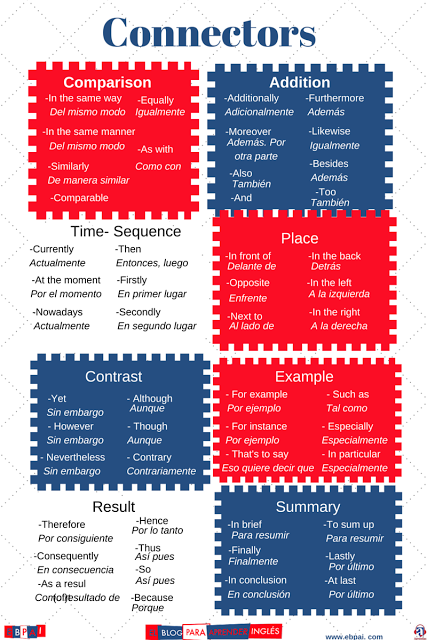 Connectors
Comparison
-In the same way
Del mismo modo
-In the same manner
Del mismo modo
-Similarly
De manera similar
-Comparable
-Equally
Igualmente
-As with
Como con
Addition
-Additionally
Adicionalmente
-Moreover
Además. Por
otra parte
-Also
También
-And
-Furthermore
Además
-Likewise
Igualmente
-Besides
Además
-Too
También
Time- Sequence
-Currently
Actualmente
-At the moment
Por el momento
-Nowadays
Actualmente
-Then
Entonces, luego
-Firstly
En primer lugar
-Secondly
En segundo lugar
Place
-In front of
Delante de
-Opposite
Enfrente
-Next to
Al lado de
-In the back
Detrás
-In the left
A la izquierda
-In the right
A la derecha
Contrast
-Yet
Sin embargo
- However
Sin embargo
- Nevertheless
Sin embargo
- Although
Aunque
- Though
Aunque
- Contrary
Contrariamente
Example
- For example
Por ejemplo
- For instance
Por ejemplo
- That's to say
Eso quiere decir que
- Such as
Tal como
- Especially
Especialmente
- In particular
Especialmente
Result
-Therefore
Por consiguiente
-Consequently
En consecuencia
-As a resul
resultado de
-Hence
Por lo tanto
-Thus
Así pues
-So
Así pues
-Because
Porque
Summary
-In brief
Para resumir
-Finally
Finalmente
-In conclusion
En conclusión
-To sum up
Para resumir
-Lastly
Por último
-At last
Por último
EBPAI
BLOG PARA APRENDER INGLÉS
www.ebpai.com